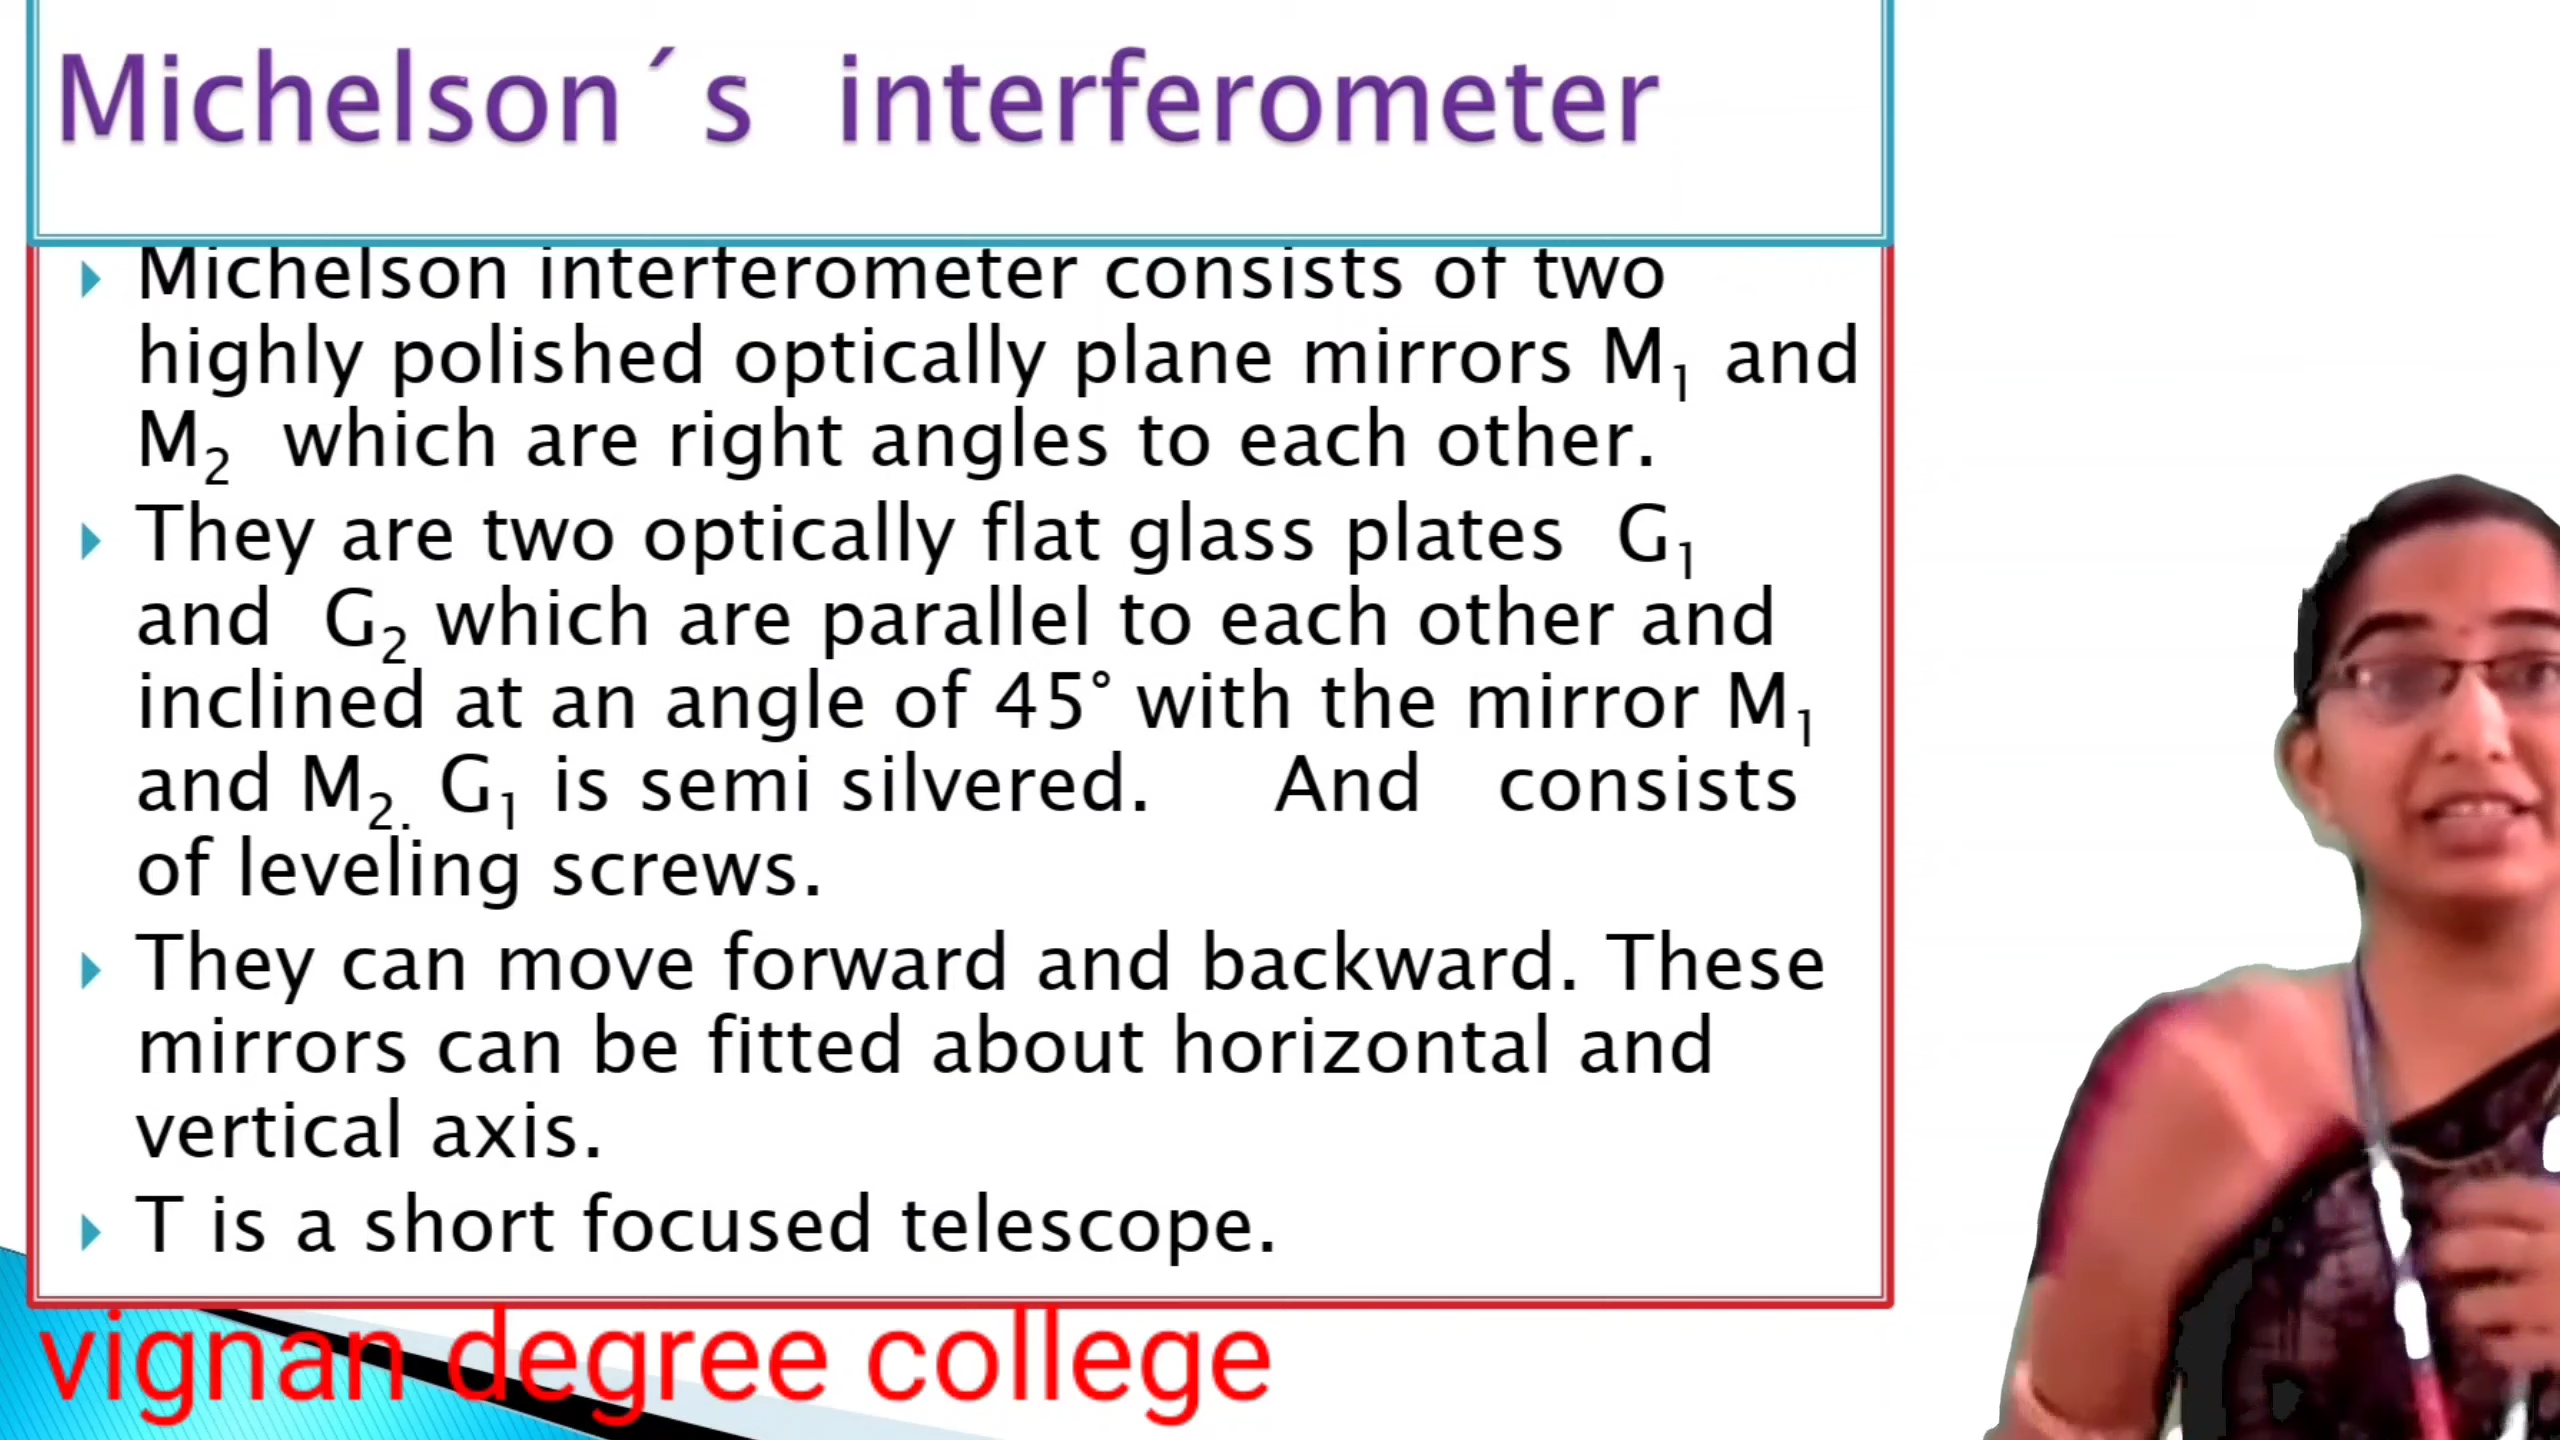 Michelson´s interferometer
Michelson interferometer consists of two
highly polished optically plane mirrors M₁ and
M₂ which are right angles to each other.
They are two optically flat glass plates G₁
and G₂ which are parallel to each other and
inclined at an angle of 45° with the mirror M₁
and M₂. G₁ is semi silvered. And consists
of leveling screws.
They can move forward and backward. These
mirrors can be fitted about horizontal and
vertical axis.
T is a short focused telescope.
vignan degree college